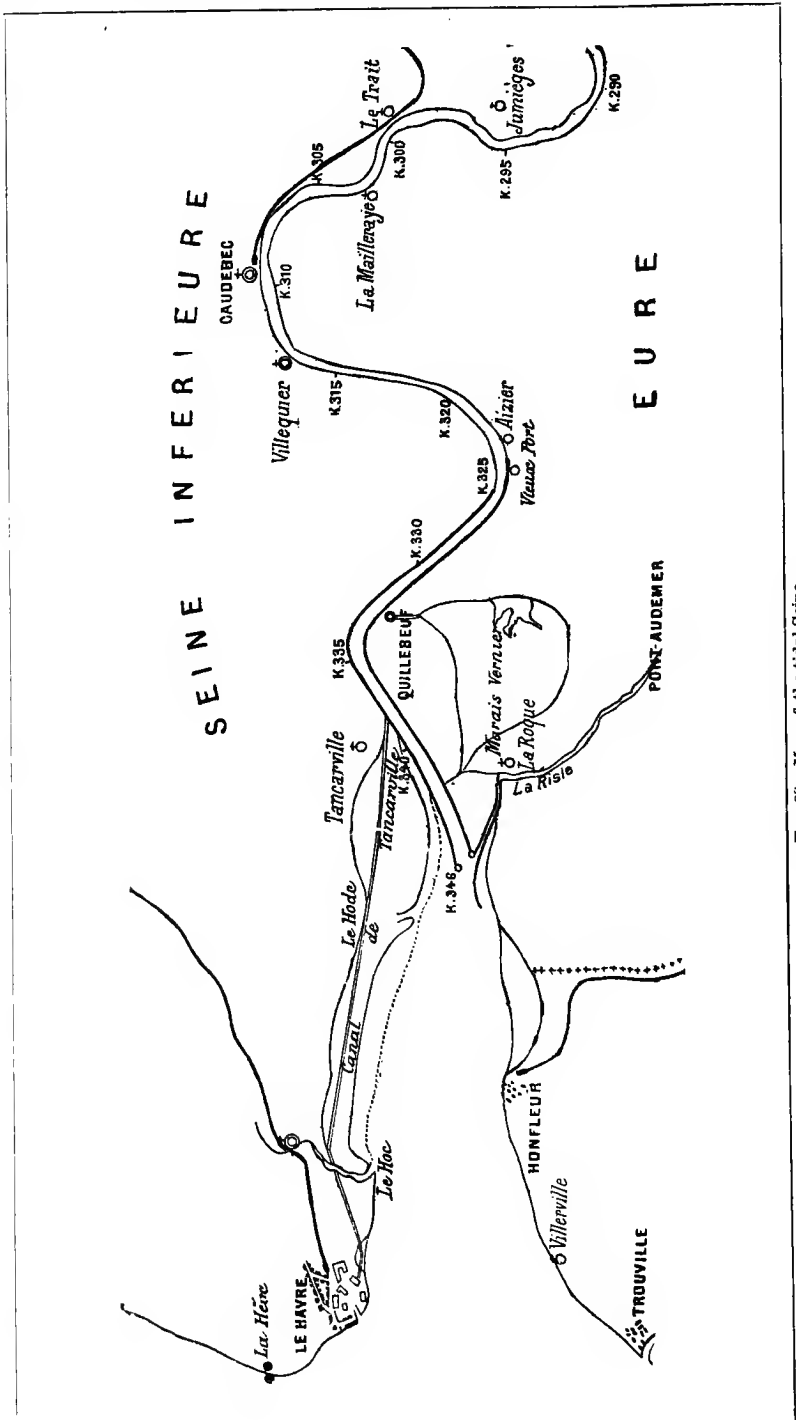 SEINE INFERIEURE
La Hève
LE HAVRE
Le Hoc
Canal
de
Tancarville
Le Hode
Tancarville
K.335
K.340
K.346
QUILLEBEUF
Marais Vernier
La Roque
La Risle
PONT-AUDEMER
HONFLEUR
Villerville
TROUVILLE
K.330
K.325
Vieux Port
Aizier
K.320
K.315
Villequier
CAUDEBEC
K.310
K.305
La Mailleraye
Le Trait
K.300
K.295
Jumièges
K.290
EURE